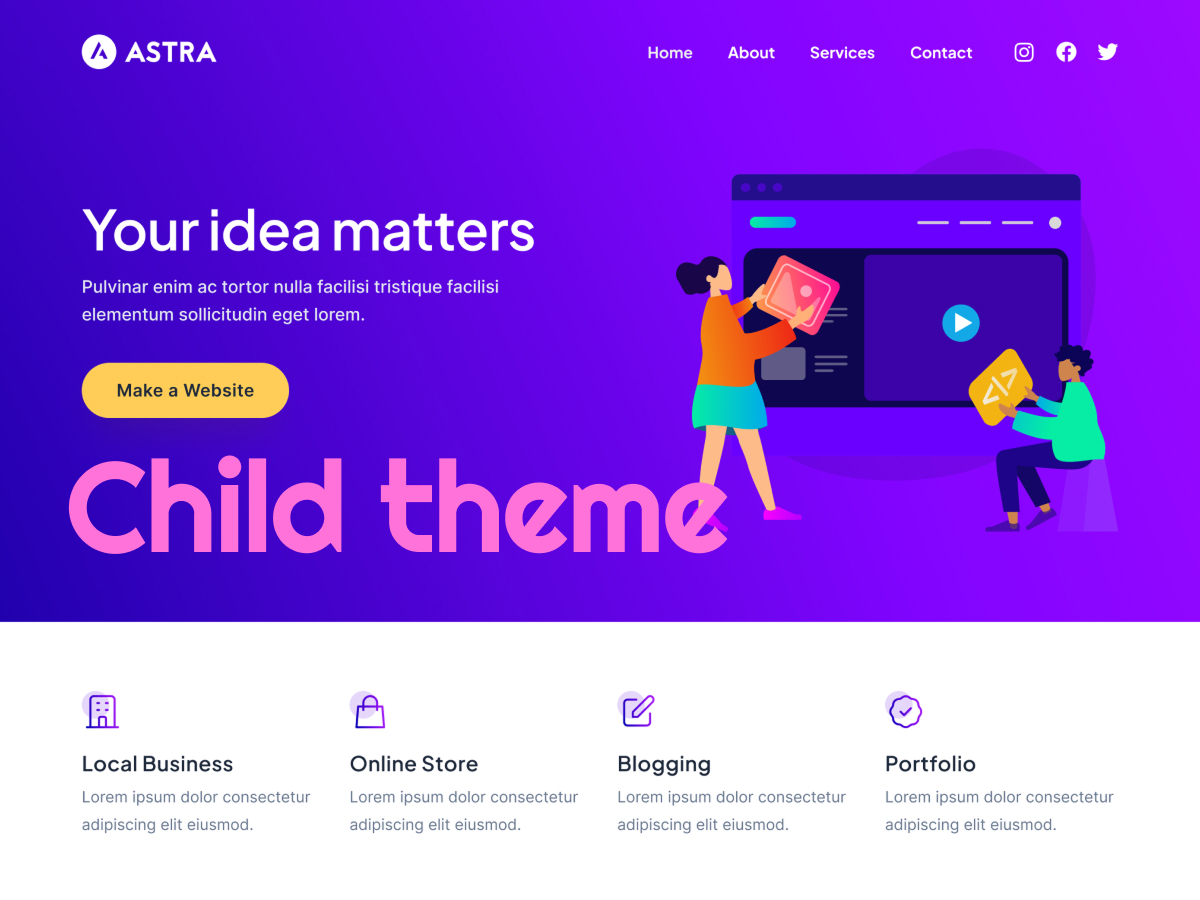 ASTRA
Home About Services Contact
Your idea matters
Pulvinar enim ac tortor nulla facilisi tristique facilisi
elementum sollicitudin eget lorem.
Make a Website
</>
Child theme
Local Business
Lorem ipsum dolor consectetur
adipiscing elit eiusmod.
Online Store
Lorem ipsum dolor consectetur
adipiscing elit eiusmod.
Blogging
Lorem ipsum dolor consectetur
adipiscing elit eiusmod.
Portfolio
Lorem ipsum dolor consectetur
adipiscing elit eiusmod.